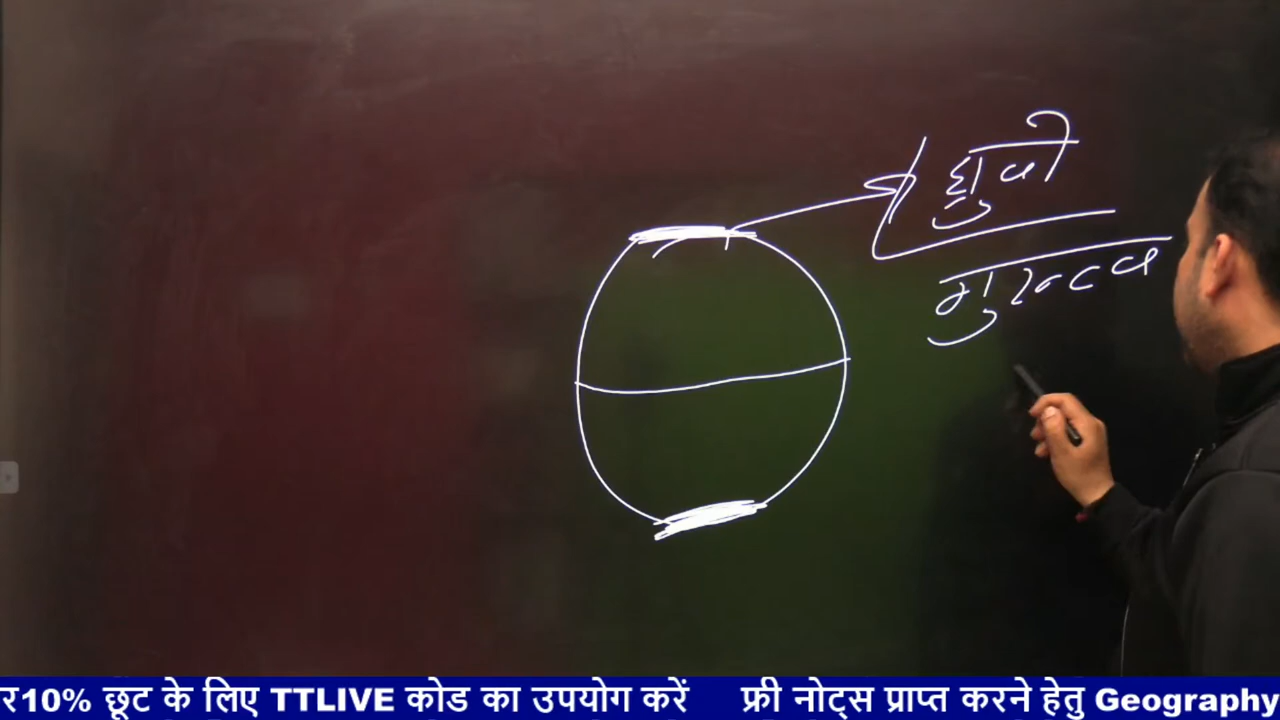 ध्रुवी
गुरूत्व
र10% छूट के लिए TTLIVE कोड का उपयोग करें फ्री नोट्स प्राप्त करने हेतु Geography